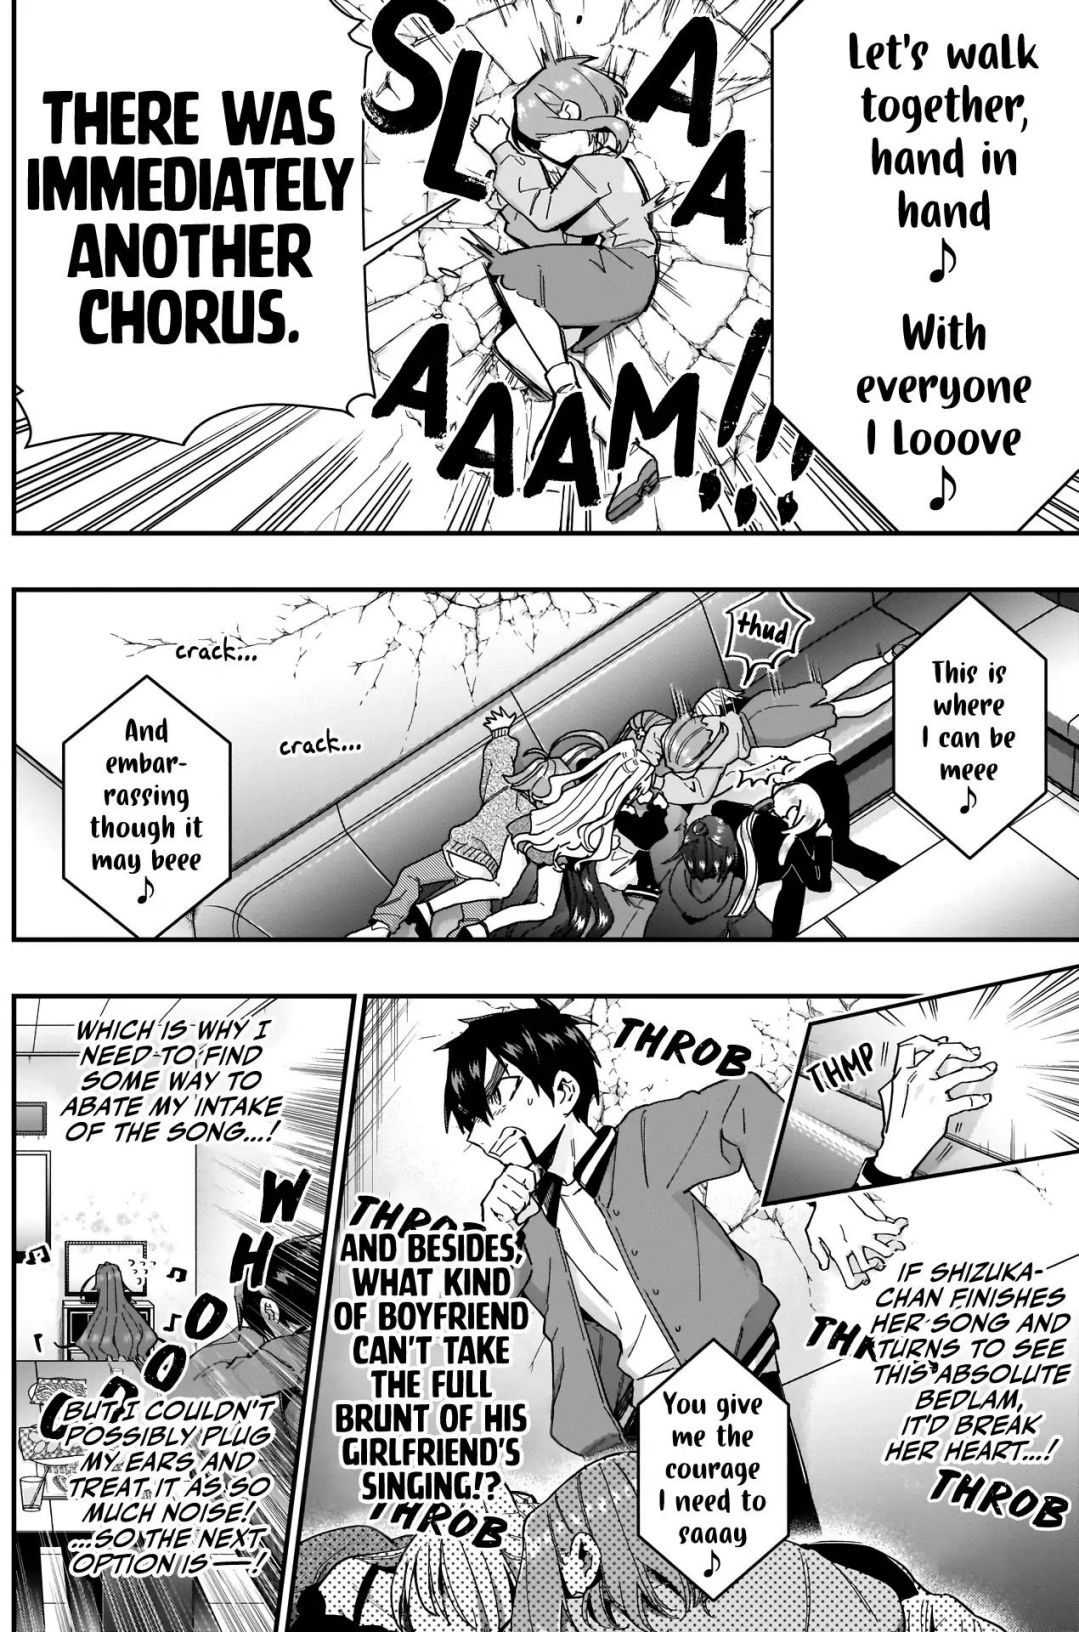 Let's walk
together,
hand in
hand
♪
With
everyone
I Looove
♪
SLAAA
AAAAM!!!
THERE WAS
IMMEDIATELY
ANOTHER
CHORUS.
This is
where
I can be
meee
♪
thud
crack...
crack...
And
embar-
rassing
though it
may beee
♪
THMP
IF SHIZUKA-
CHAN FINISHES
HER SONG AND
TURNS TO SEE
THIS ABSOLUTE
BEDLAM,
IT'D BREAK
HER HEART...!
THROB
THROB
You give
me the
courage
I need to
saaay
♪
AND BESIDES,
WHAT KIND
OF BOYFRIEND
CAN'T TAKE
THE FULL
BRUNT OF HIS
GIRLFRIEND'S
SINGING!?
THROB
WHICH IS WHY I
NEED TO FIND
SOME WAY TO
ABATE MY INTAKE
OF THE SONG...!
BUT I COULDN'T
POSSIBLY PLUG
MY EARS AND
TREAT IT AS SO
MUCH NOISE!
...SO THE NEXT
OPTION IS——!